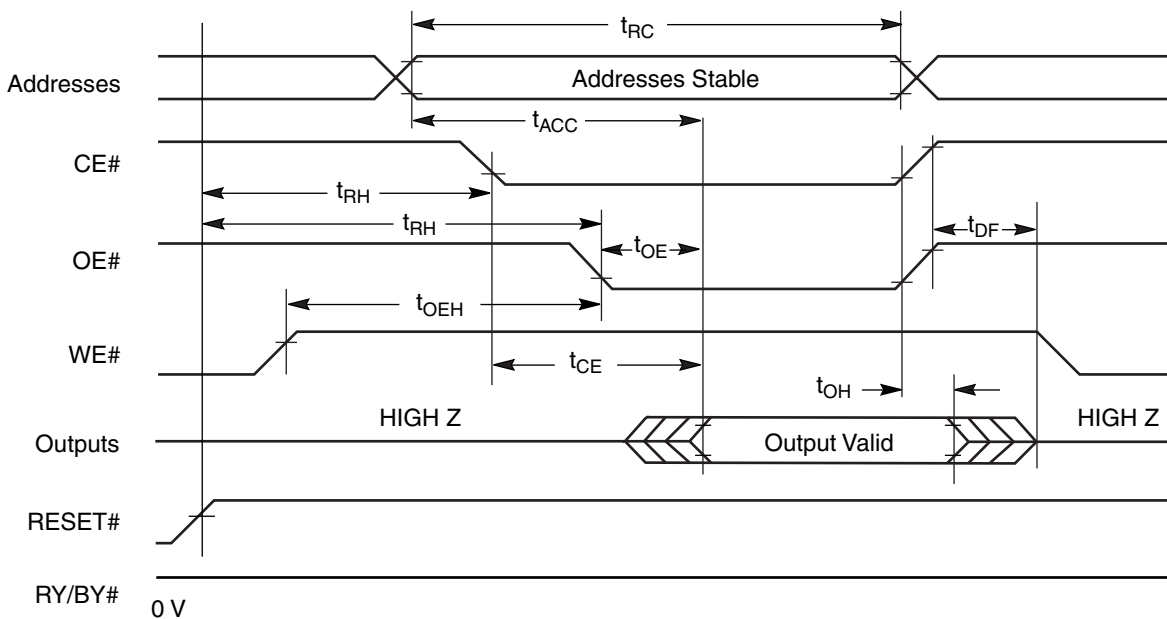 tRC
Addresses
Addresses Stable
tACC
CE#
tRH
tRH
tDF
OE#
tOE
tOEH
WE#
tCE
tOH
HIGH Z
HIGH Z
Outputs
Output Valid
RESET#
RY/BY#
0 V